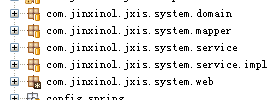 com.jinxinol.jxis.system.domain
com.jinxinol.jxis.system.mapper
com.jinxinol.jxis.system.service
com.jinxinol.jxis.system.service.impl
com.jinxinol.jxis.system.web
config.spring